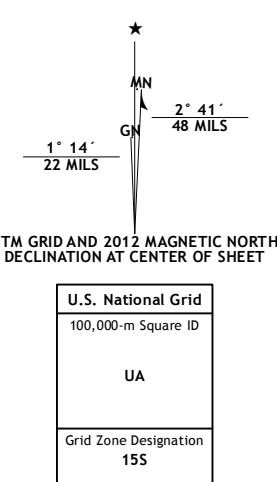 ★
MN
GN
1° 14´
22 MILS
2° 41´
48 MILS
TM GRID AND 2012 MAGNETIC NORTH
DECLINATION AT CENTER OF SHEET
U.S. National Grid
100,000-m Square ID
UA
Grid Zone Designation
15S